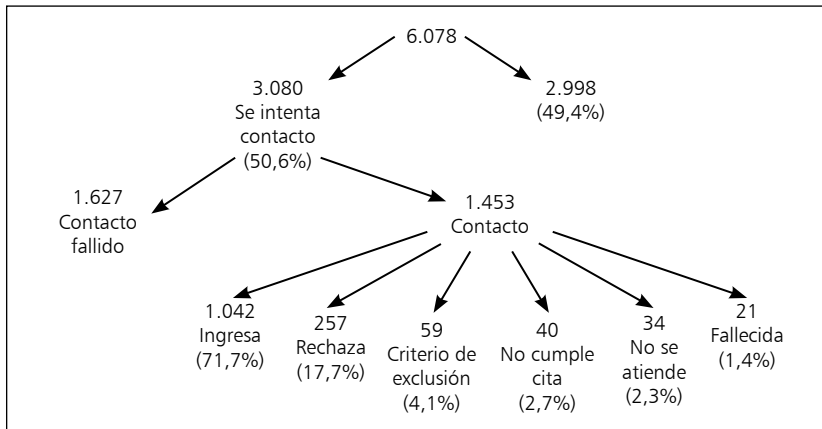 6.078
3.080
Se intenta
contacto
(50,6%)
2.998
(49,4%)
1.627
Contacto
fallido
1.453
Contacto
1.042
Ingresa
(71,7%)
257
Rechaza
(17,7%)
59
Criterio de
exclusión
(4,1%)
40
No cumple
cita
(2,7%)
34
No se
atiende
(2,3%)
21
Fallecida
(1,4%)